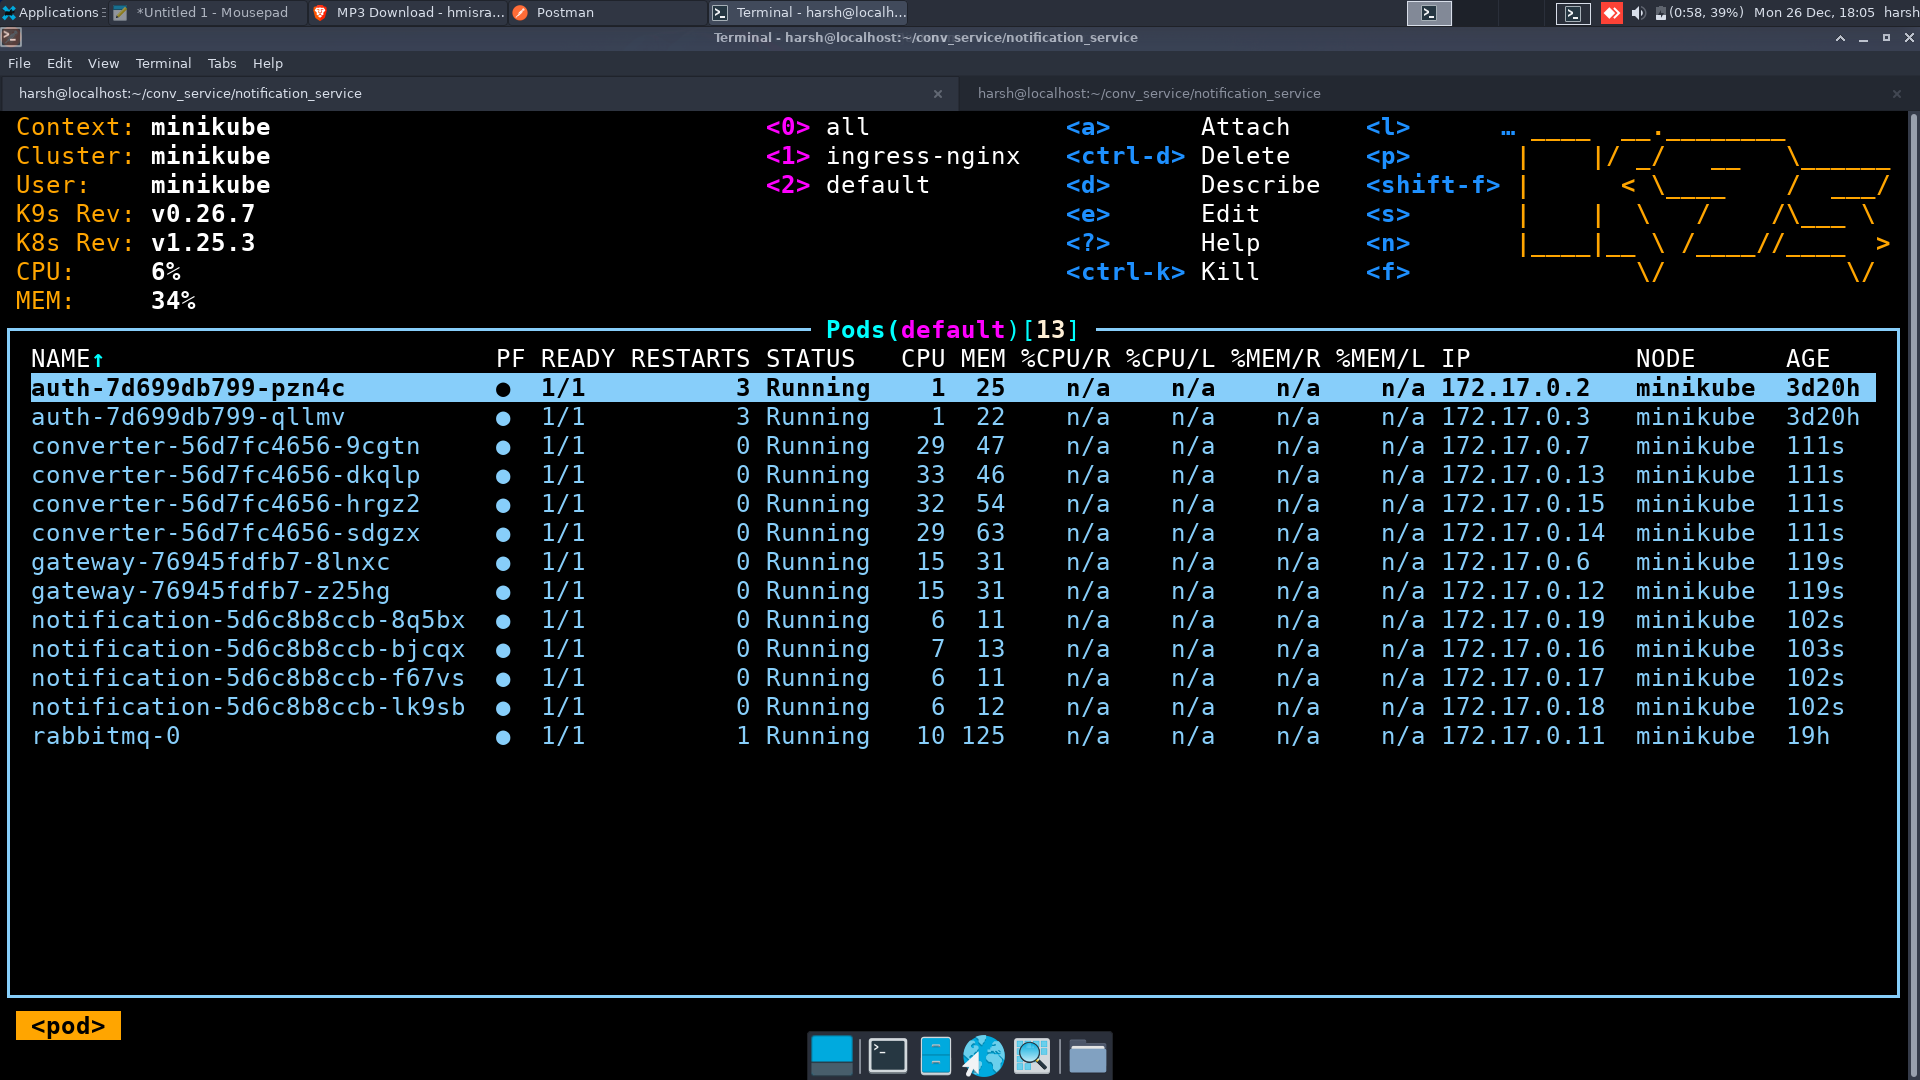 Applications *Untitled 1 - Mousepad MP3 Download - hmisra... Postman Terminal - harsh@localh... (0:58, 39%) Mon 26 Dec, 18:05 harsh
Terminal - harsh@localhost:~/conv_service/notification_service
File Edit View Terminal Tabs Help
harsh@localhost:~/conv_service/notification_service harsh@localhost:~/conv_service/notification_service
Context: minikube <0> all <a> Attach <l> …
Cluster: minikube <1> ingress-nginx <ctrl-d> Delete <p>
User: minikube <2> default <d> Describe <shift-f>
K9s Rev: v0.26.7 <e> Edit <s>
K8s Rev: v1.25.3 <?> Help <n>
CPU: 6% <ctrl-k> Kill <f>
MEM: 34%
Pods(default)[13]
NAME↑ PF READY RESTARTS STATUS CPU MEM %CPU/R %CPU/L %MEM/R %MEM/L IP NODE AGE
auth-7d699db799-pzn4c ● 1/1 3 Running 1 25 n/a n/a n/a n/a 172.17.0.2 minikube 3d20h
auth-7d699db799-qllmv ● 1/1 3 Running 1 22 n/a n/a n/a n/a 172.17.0.3 minikube 3d20h
converter-56d7fc4656-9cgtn ● 1/1 0 Running 29 47 n/a n/a n/a n/a 172.17.0.7 minikube 111s
converter-56d7fc4656-dkqlp ● 1/1 0 Running 33 46 n/a n/a n/a n/a 172.17.0.13 minikube 111s
converter-56d7fc4656-hrgz2 ● 1/1 0 Running 32 54 n/a n/a n/a n/a 172.17.0.15 minikube 111s
converter-56d7fc4656-sdgzx ● 1/1 0 Running 29 63 n/a n/a n/a n/a 172.17.0.14 minikube 111s
gateway-76945fdfb7-8lnxc ● 1/1 0 Running 15 31 n/a n/a n/a n/a 172.17.0.6 minikube 119s
gateway-76945fdfb7-z25hg ● 1/1 0 Running 15 31 n/a n/a n/a n/a 172.17.0.12 minikube 119s
notification-5d6c8b8ccb-8q5bx ● 1/1 0 Running 6 11 n/a n/a n/a n/a 172.17.0.19 minikube 102s
notification-5d6c8b8ccb-bjcqx ● 1/1 0 Running 7 13 n/a n/a n/a n/a 172.17.0.16 minikube 103s
notification-5d6c8b8ccb-f67vs ● 1/1 0 Running 6 11 n/a n/a n/a n/a 172.17.0.17 minikube 102s
notification-5d6c8b8ccb-lk9sb ● 1/1 0 Running 6 12 n/a n/a n/a n/a 172.17.0.18 minikube 102s
rabbitmq-0 ● 1/1 1 Running 10 125 n/a n/a n/a n/a 172.17.0.11 minikube 19h
<pod>